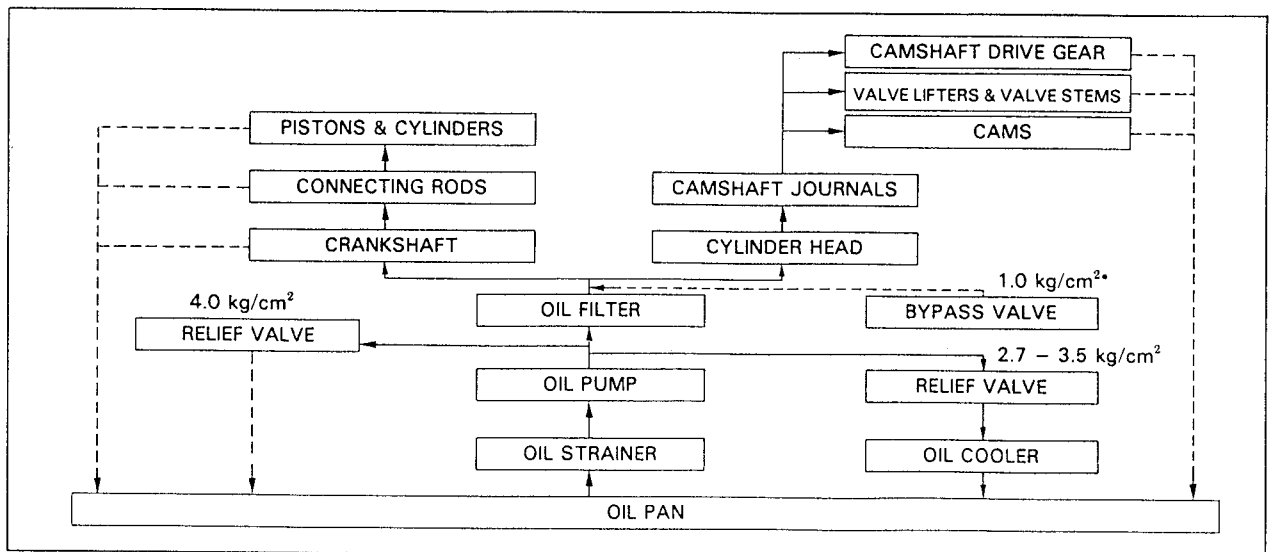 CAMSHAFT DRIVE GEAR
VALVE LIFTERS & VALVE STEMS
PISTONS & CYLINDERS
CAMS
CONNECTING RODS
CAMSHAFT JOURNALS
CRANKSHAFT
CYLINDER HEAD
4.0 kg/cm²
1.0 kg/cm²*
OIL FILTER
BYPASS VALVE
RELIEF VALVE
2.7 – 3.5 kg/cm²
OIL PUMP
RELIEF VALVE
OIL STRAINER
OIL COOLER
OIL PAN